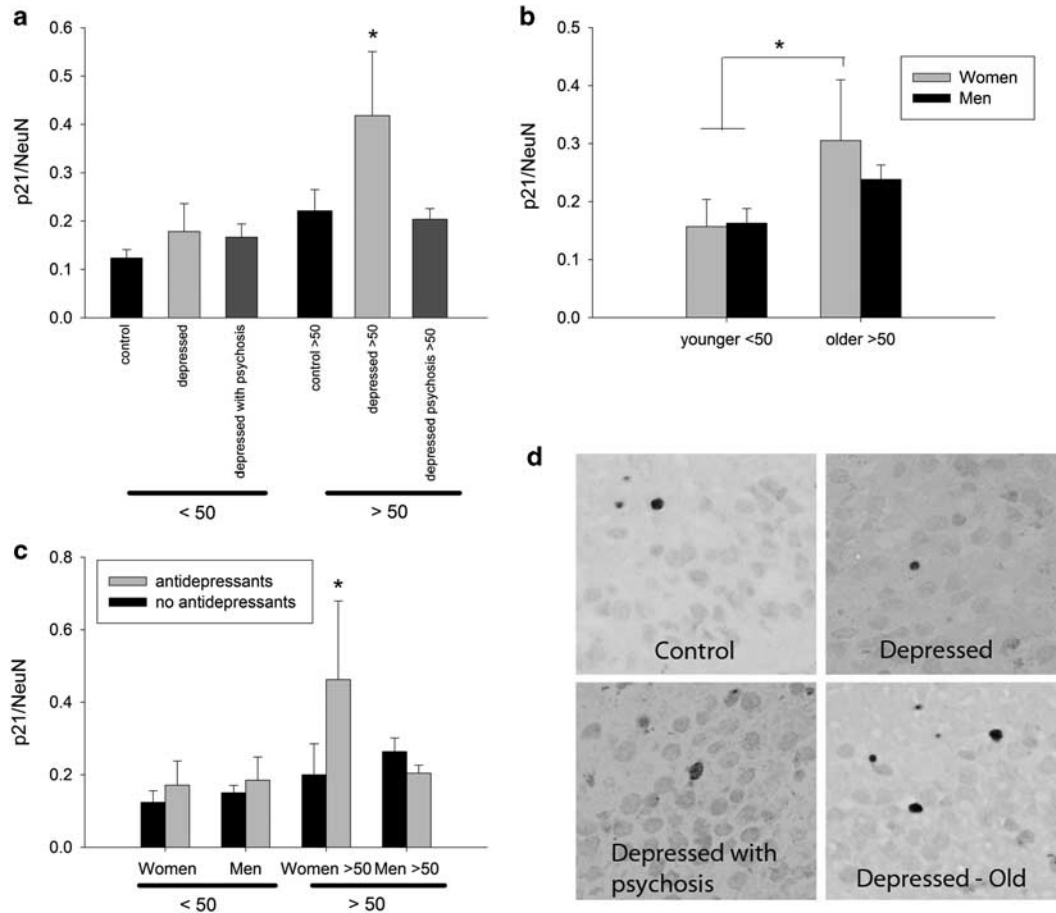 a
0.6
0.5
0.4
0.3
0.2
0.1
0.0
p21/NeuN
*
control
depressed
depressed with psychosis
control >50
depressed >50
depressed psychosis >50
< 50
> 50
b
0.5
0.4
0.3
0.2
0.1
0.0
p21/NeuN
*
Women
Men
younger <50
older >50
c
0.8
0.6
0.4
0.2
0.0
p21/NeuN
antidepressants
no antidepressants
*
Women
Men
Women >50
Men >50
< 50
> 50
d
Control
Depressed
Depressed with
psychosis
Depressed - Old